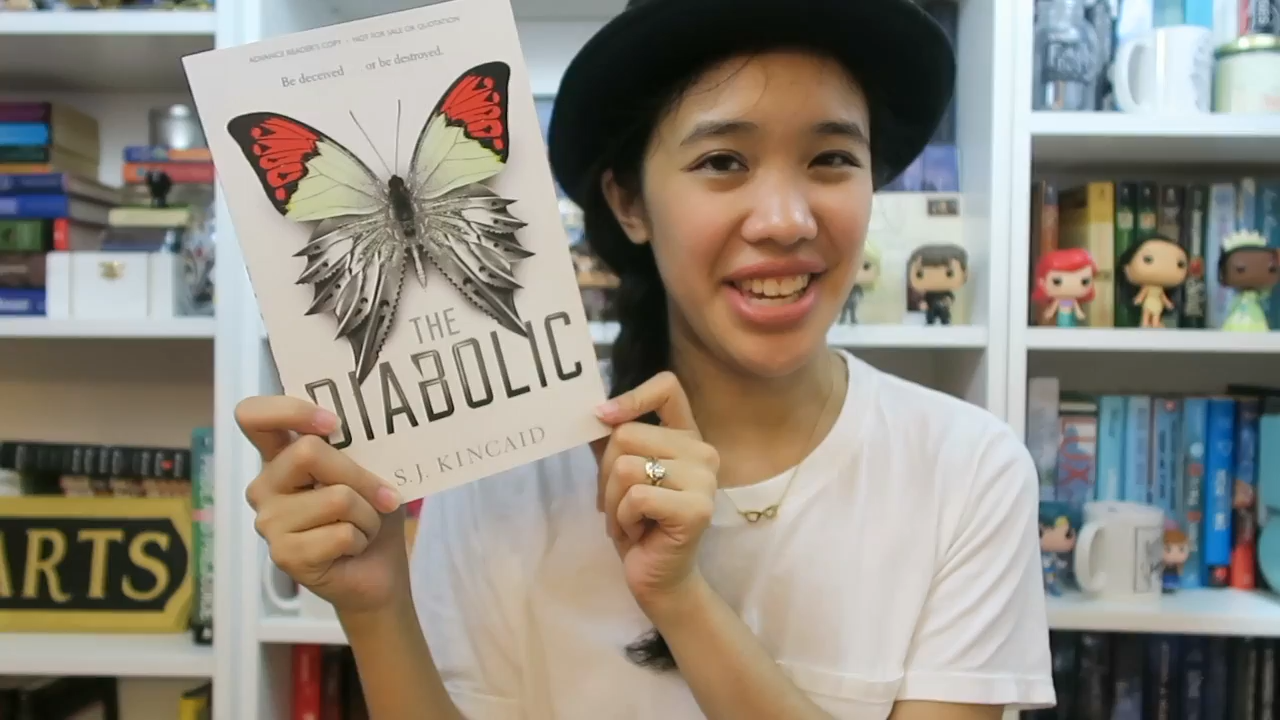 ADVANCE READER'S COPY - NOT FOR SALE OR QUOTATION
Be deceived or be destroyed.
THE
DIABOLIC
S.J. KINCAID
ARTS